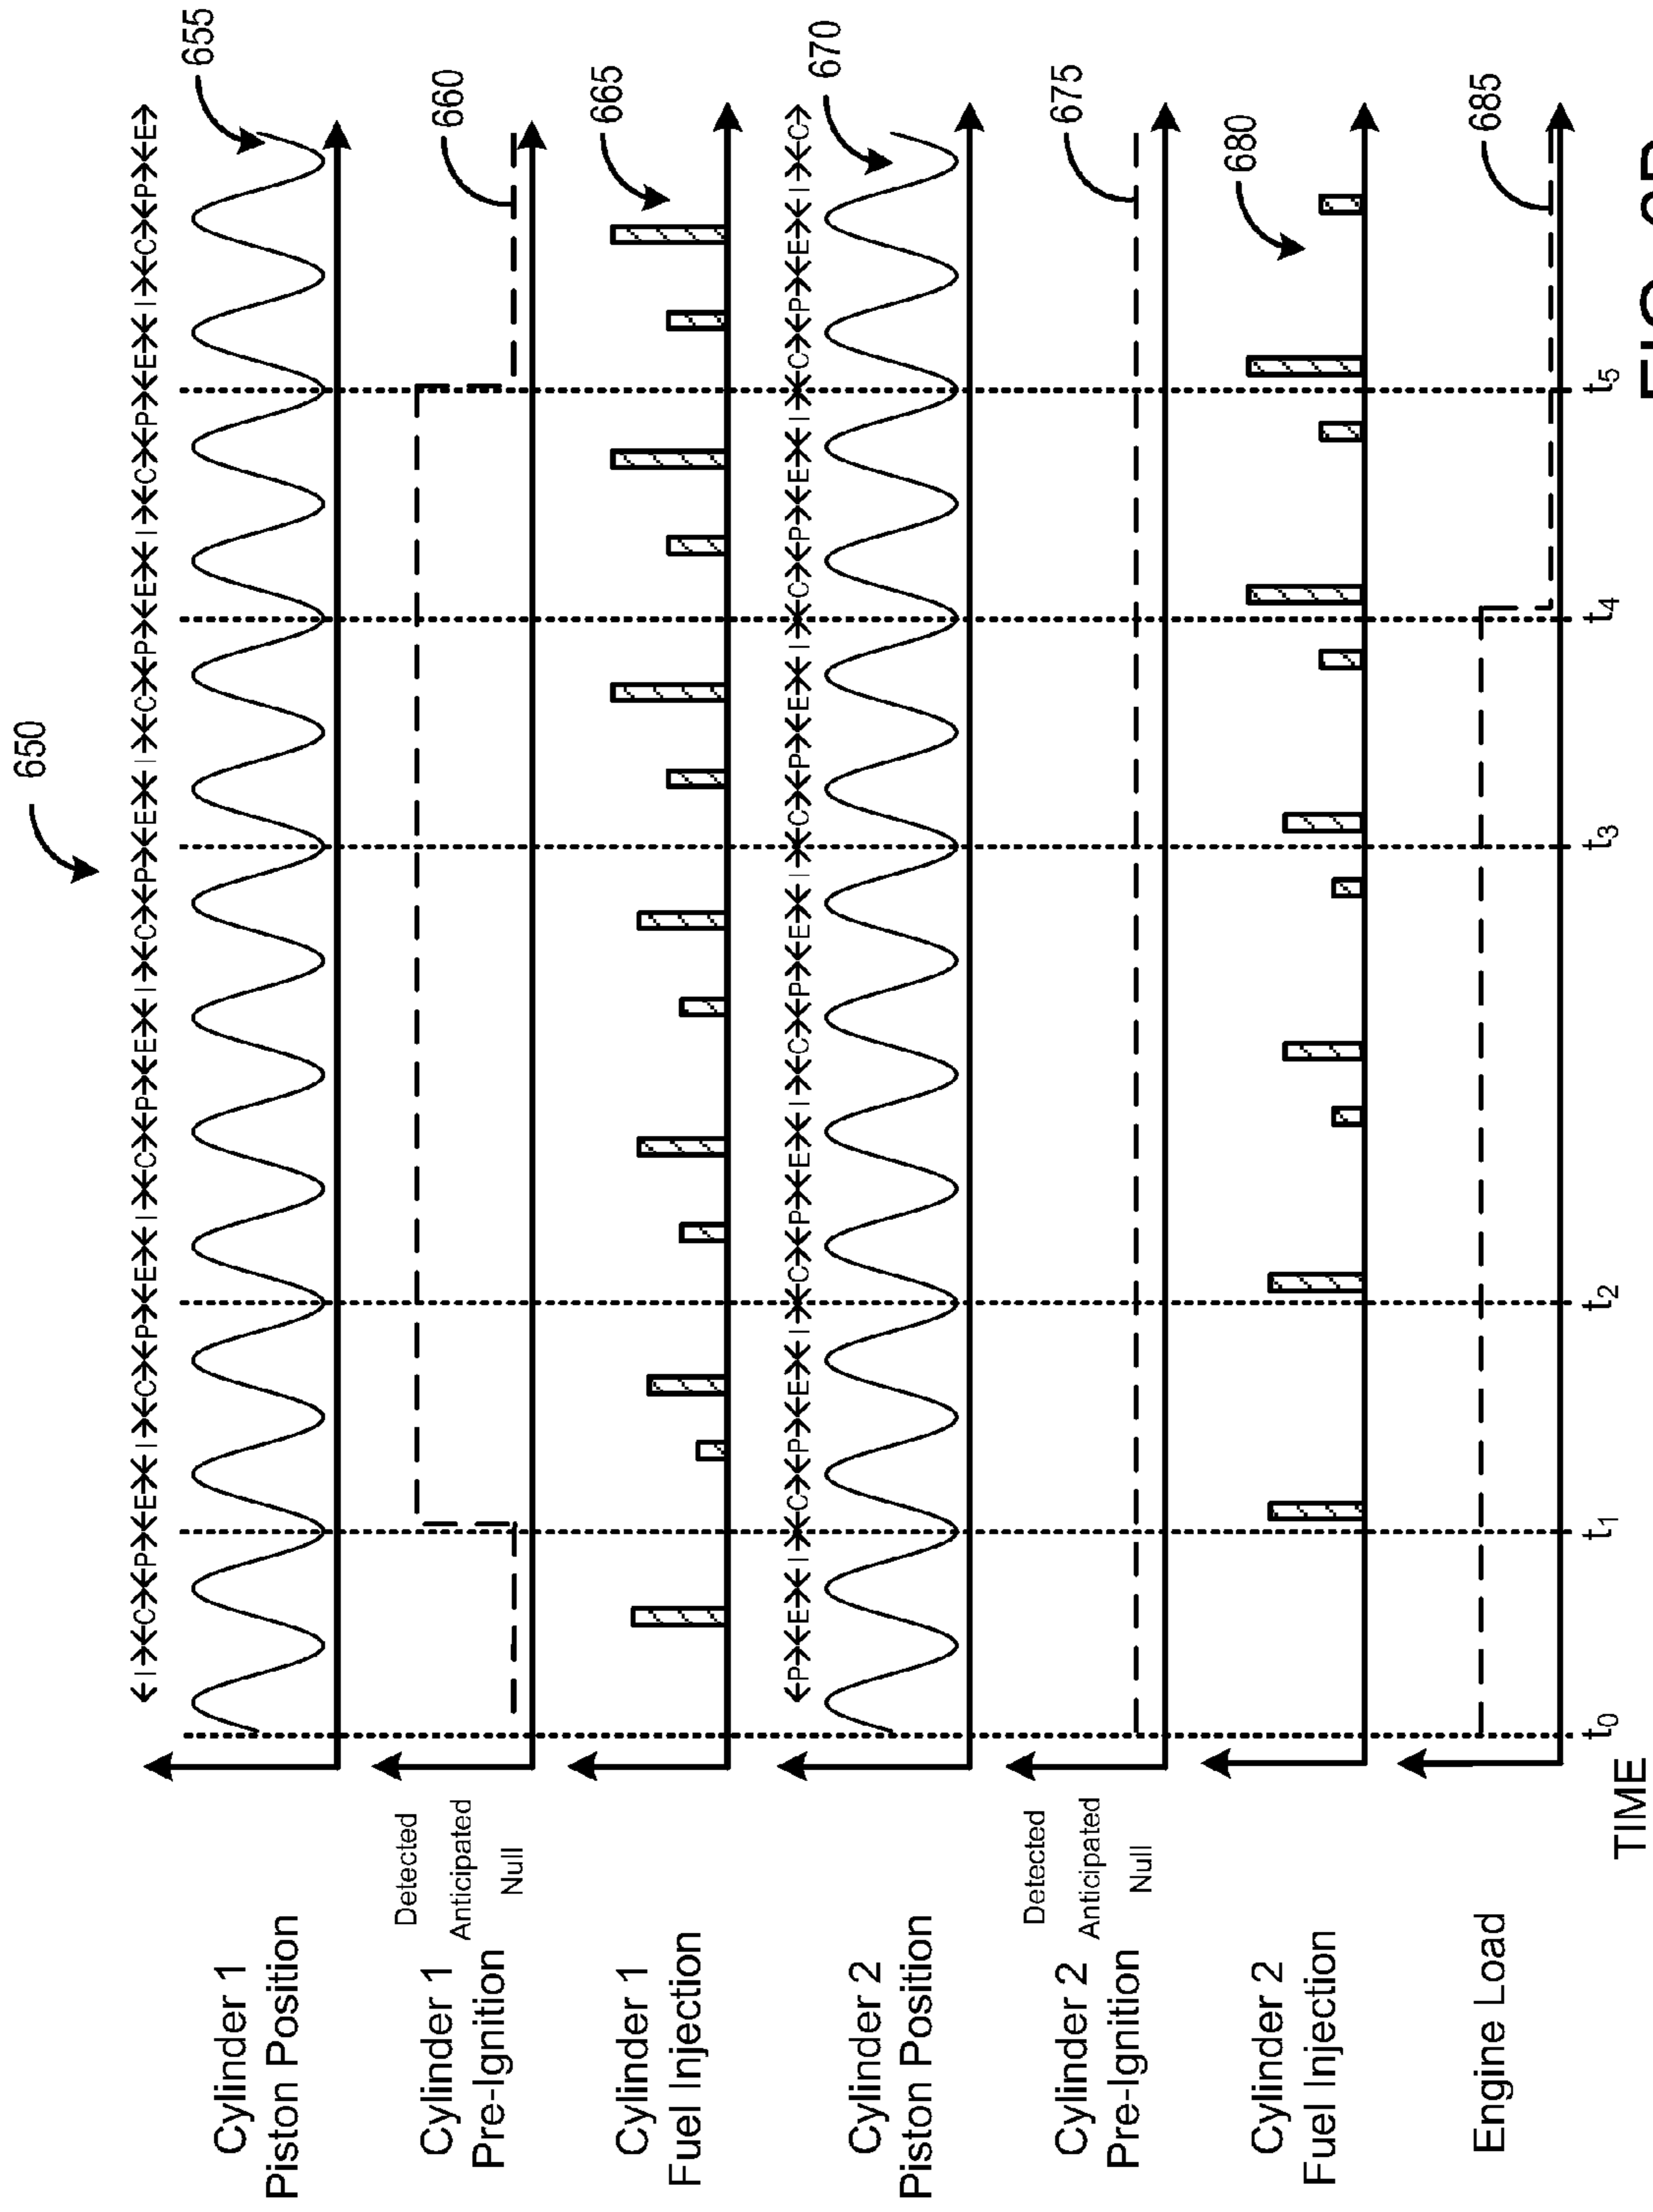 650
←I→←C→←P→←E→←I→←C→←P→←E→←I→←C→←P→←E→←I→←C→←P→←E→←I→←C→←P→←E→←I→←C→←P→←E→←I→←C→←P→←E→
Cylinder 1
Piston Position
655
Cylinder 1
Pre-Ignition
Detected
Anticipated
Null
660
Cylinder 1
Fuel Injection
665
←P→←E→←I→←C→←P→←E→←I→←C→←P→←E→←I→←C→←P→←E→←I→←C→←P→←E→←I→←C→←P→←E→←I→←C→←P→←E→←I→←C→
Cylinder 2
Piston Position
670
Cylinder 2
Pre-Ignition
Detected
Anticipated
Null
675
Cylinder 2
Fuel Injection
680
Engine Load
685
TIME
t0 t1 t2 t3 t4 t5